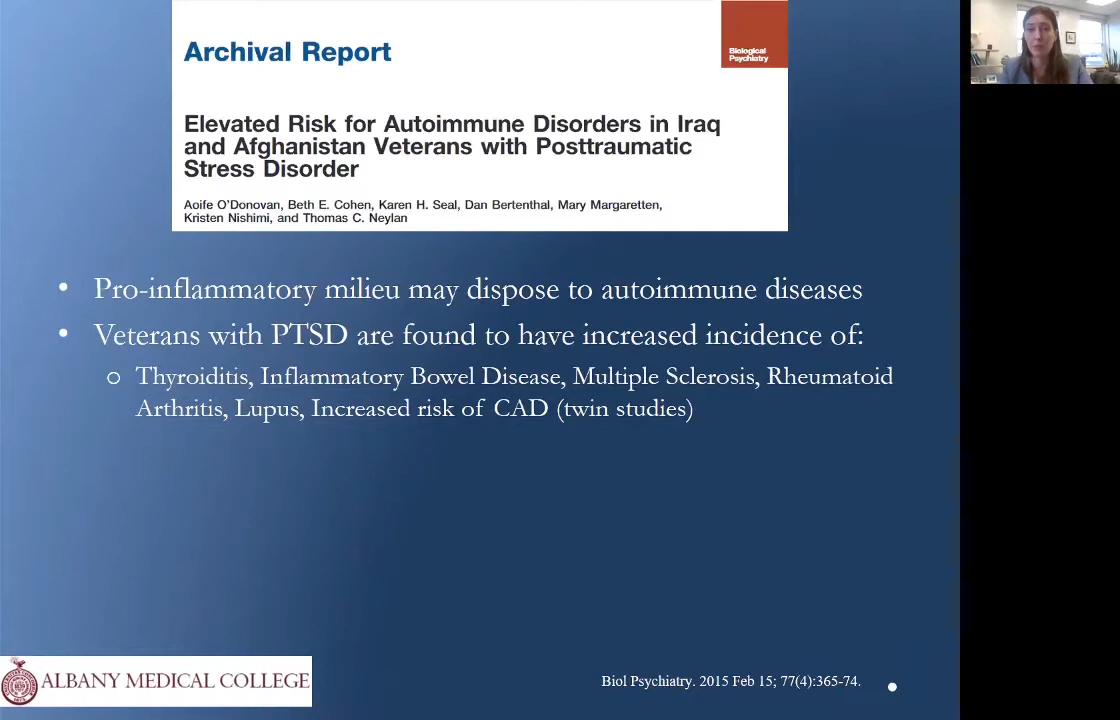 Archival Report
Biological
Psychiatry
Elevated Risk for Autoimmune Disorders in Iraq
and Afghanistan Veterans with Posttraumatic
Stress Disorder
Aoife O'Donovan, Beth E. Cohen, Karen H. Seal, Dan Bertenthal, Mary Margaretten,
Kristen Nishimi, and Thomas C. Neylan
• Pro-inflammatory milieu may dispose to autoimmune diseases
• Veterans with PTSD are found to have increased incidence of:
o Thyroiditis, Inflammatory Bowel Disease, Multiple Sclerosis, Rheumatoid
Arthritis, Lupus, Increased risk of CAD (twin studies)
ALBANY MEDICAL COLLEGE
Biol Psychiatry. 2015 Feb 15; 77(4):365-74.